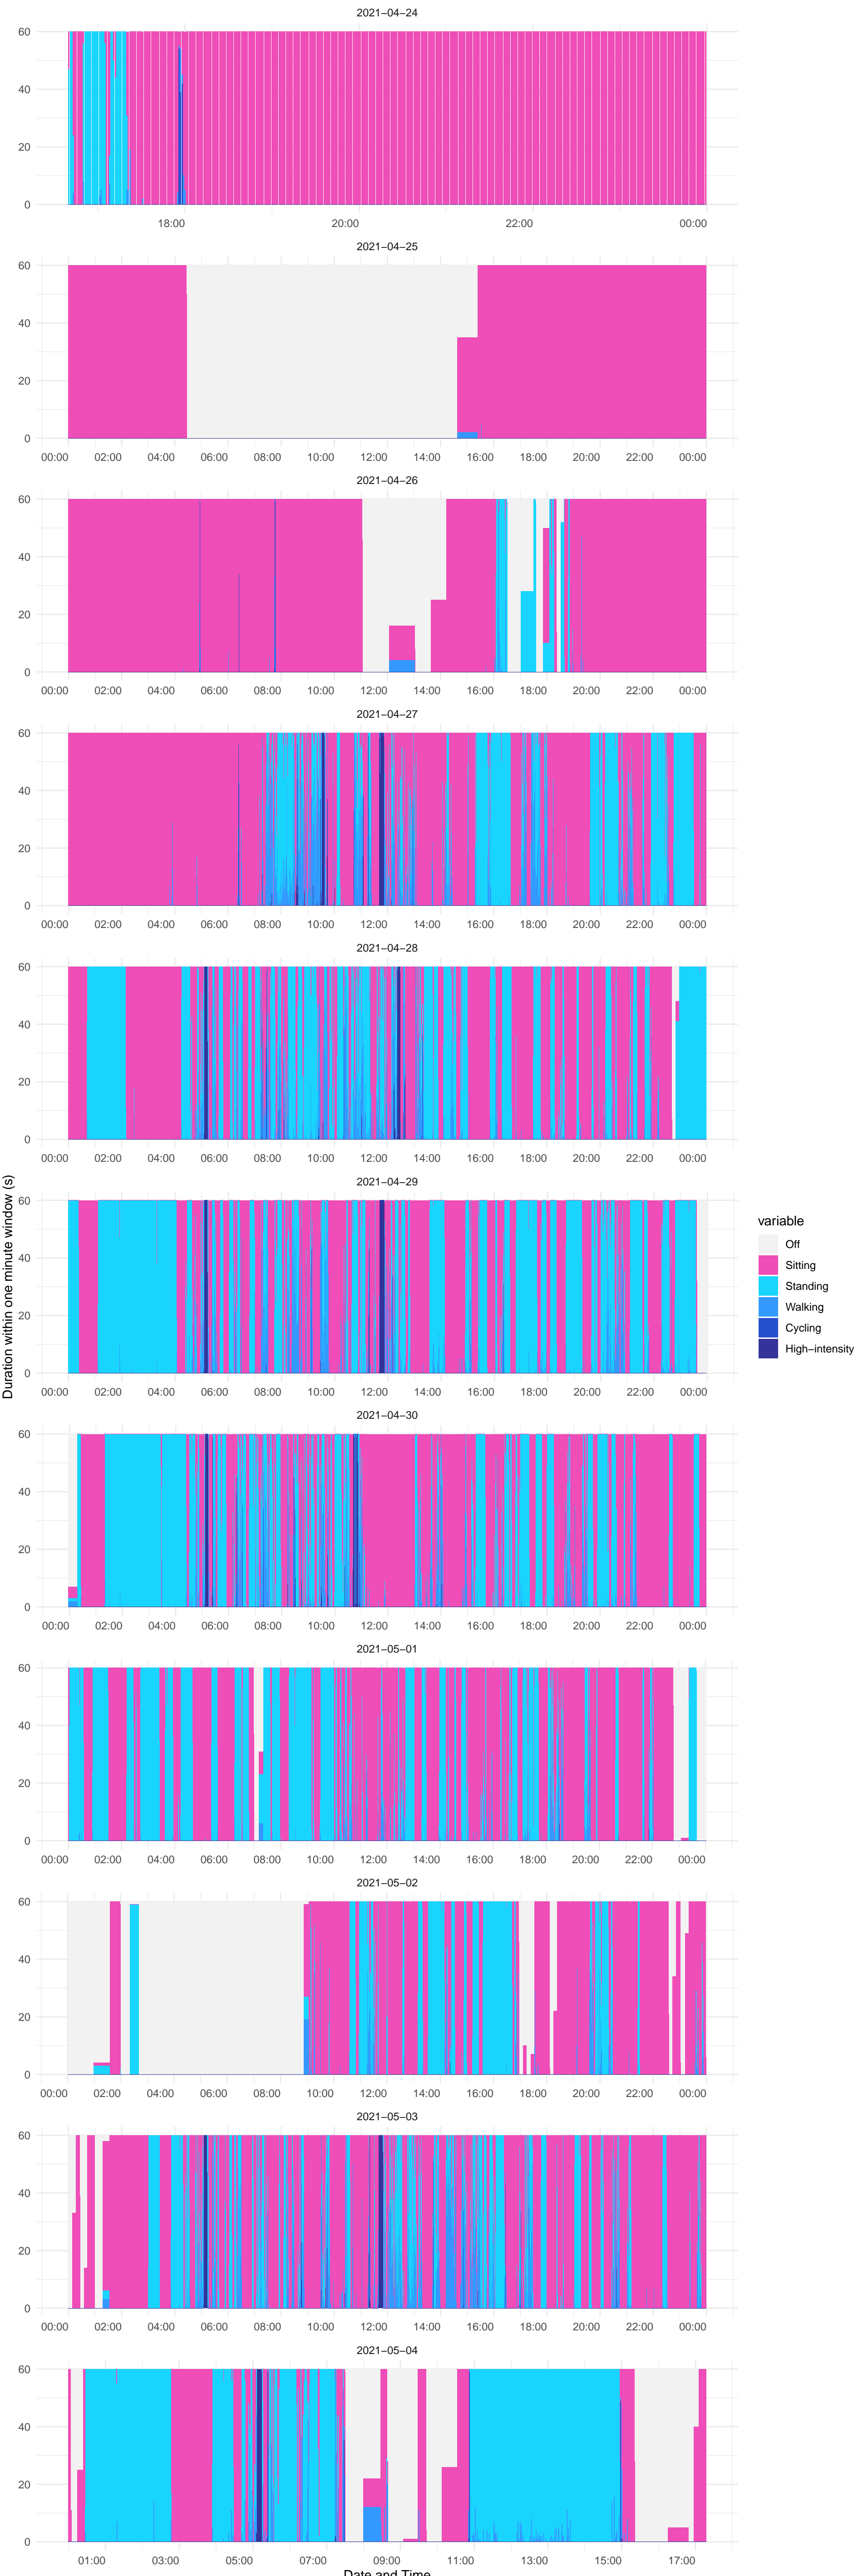 2021−04−24
60
40
20
0
18:00 20:00 22:00 00:00
2021−04−25
60
40
20
0
00:00 02:00 04:00 06:00 08:00 10:00 12:00 14:00 16:00 18:00 20:00 22:00 00:00
2021−04−26
60
40
20
0
00:00 02:00 04:00 06:00 08:00 10:00 12:00 14:00 16:00 18:00 20:00 22:00 00:00
2021−04−27
60
40
20
0
00:00 02:00 04:00 06:00 08:00 10:00 12:00 14:00 16:00 18:00 20:00 22:00 00:00
2021−04−28
60
40
20
0
00:00 02:00 04:00 06:00 08:00 10:00 12:00 14:00 16:00 18:00 20:00 22:00 00:00
Duration within one minute window (s)
2021−04−29
60
40
20
0
00:00 02:00 04:00 06:00 08:00 10:00 12:00 14:00 16:00 18:00 20:00 22:00 00:00
variable
Off
Sitting
Standing
Walking
Cycling
High−intensity
2021−04−30
60
40
20
0
00:00 02:00 04:00 06:00 08:00 10:00 12:00 14:00 16:00 18:00 20:00 22:00 00:00
2021−05−01
60
40
20
0
00:00 02:00 04:00 06:00 08:00 10:00 12:00 14:00 16:00 18:00 20:00 22:00 00:00
2021−05−02
60
40
20
0
00:00 02:00 04:00 06:00 08:00 10:00 12:00 14:00 16:00 18:00 20:00 22:00 00:00
2021−05−03
60
40
20
0
00:00 02:00 04:00 06:00 08:00 10:00 12:00 14:00 16:00 18:00 20:00 22:00 00:00
2021−05−04
60
40
20
0
01:00 03:00 05:00 07:00 09:00 11:00 13:00 15:00 17:00
Date and Time